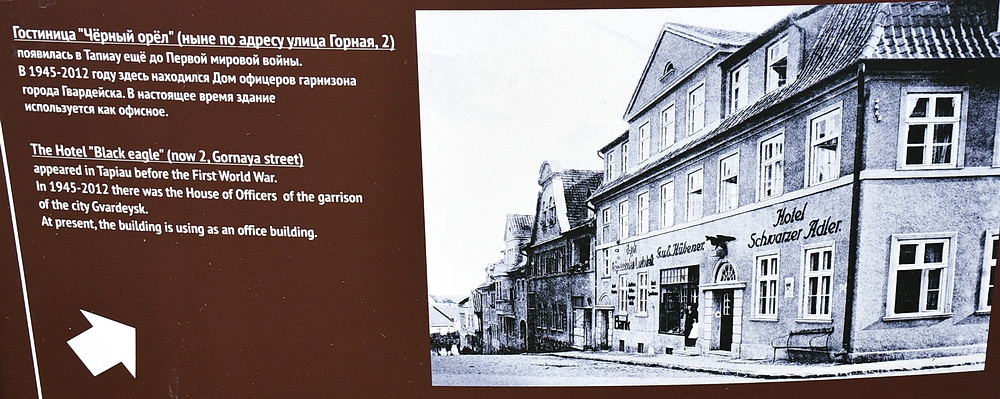 Гостиница "Чёрный орёл" (ныне по адресу улица Горная, 2)
появилась в Тапиау ещё до Первой мировой войны.
В 1945-2012 году здесь находился Дом офицеров гарнизона
города Гвардейска. В настоящее время здание
используется как офисное.
The Hotel "Black eagle" (now 2, Gornaya street)
appeared in Tapiau before the First World War.
In 1945-2012 there was the House of Officers of the garrison
of the city Gvardeysk.
At present, the building is using as an office building.
Hotel
Schwarzer Adler
Hübener